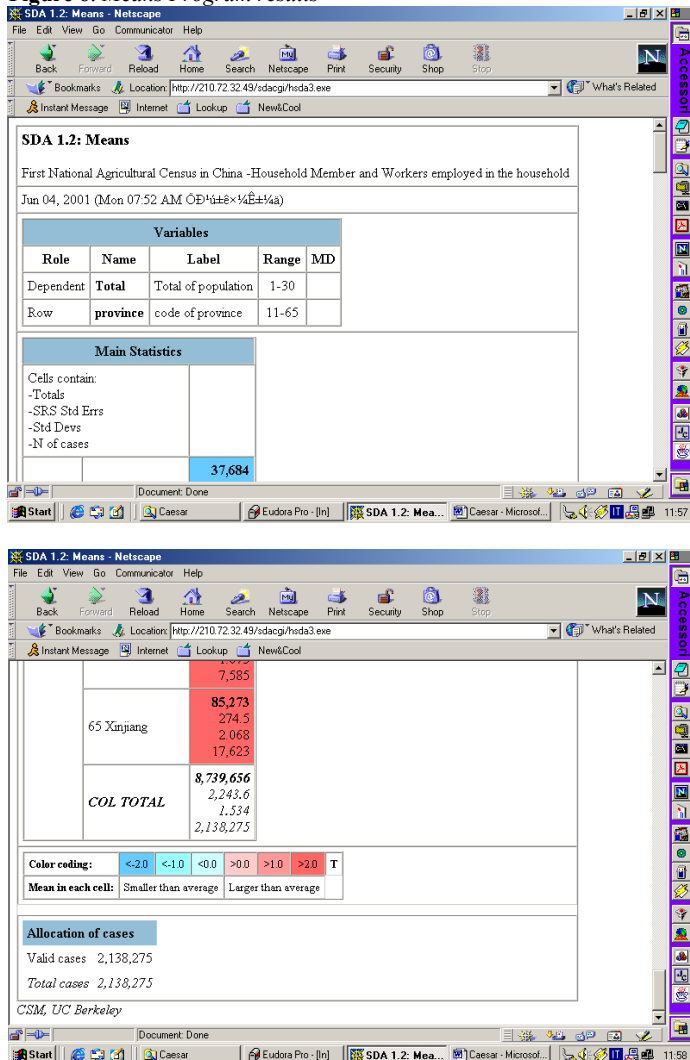 Figure 6. Means Program results
SDA 1.2: Means - Netscape
File Edit View Go Communicator Help
Back Forward Reload Home Search Netscape Print Security Shop Stop
Bookmarks Location: http://210.72.32.49/sdacgi/hsda3.exe What's Related
Instant Message Internet Lookup New&Cool
SDA 1.2: Means
First National Agricultural Census in China -Household Member and Workers employed in the household
Jun 04, 2001 (Mon 07:52 AM ÖÐ¹ú±ê×¼Ê±¼ä)
Variables
Role Name Label Range MD
Dependent Total Total of population 1-30
Row province code of province 11-65
Main Statistics
Cells contain:
-Totals
-SRS Std Errs
-Std Devs
-N of cases
37,684
Document: Done
Start Caesar Eudora Pro - [In] SDA 1.2: Mea... Caesar - Microsof... 11:57
Accessori
SDA 1.2: Means - Netscape
File Edit View Go Communicator Help
Back Forward Reload Home Search Netscape Print Security Shop Stop
Bookmarks Location: http://210.72.32.49/sdacgi/hsda3.exe What's Related
Instant Message Internet Lookup New&Cool
7,585
65 Xinjiang
85,273
274.5
2.068
17,623
COL TOTAL
8,739,656
2,243.6
1.534
2,138,275
Color coding: <-2.0 <-1.0 <0.0 >0.0 >1.0 >2.0 T
Mean in each cell: Smaller than average Larger than average
Allocation of cases
Valid cases 2,138,275
Total cases 2,138,275
CSM, UC Berkeley
Document: Done
Start Caesar Eudora Pro - [In] SDA 1.2: Mea... Caesar - Microsof... 11:58
Accessori